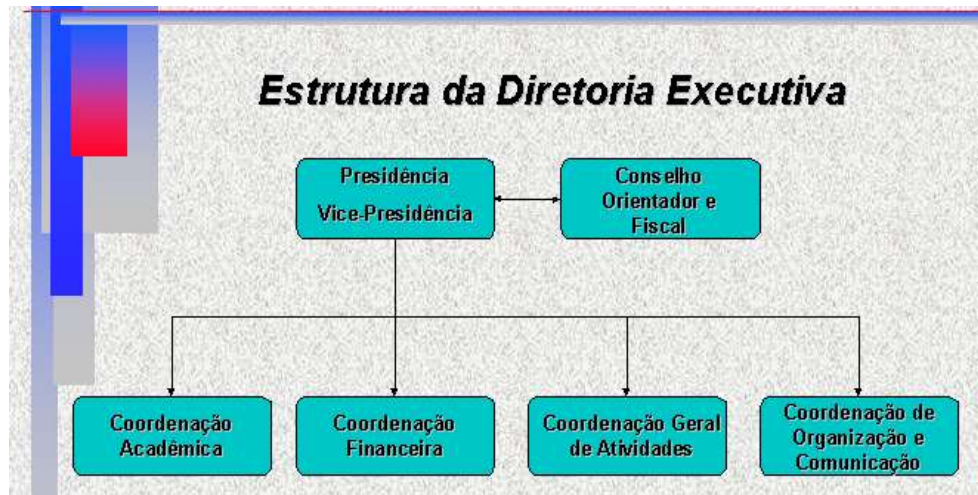 Estrutura da Diretoria Executiva
Presidência
Vice-Presidência
Conselho
Orientador e
Fiscal
Coordenação
Acadêmica
Coordenação
Financeira
Coordenação Geral
de Atividades
Coordenação de
Organização e
Comunicação